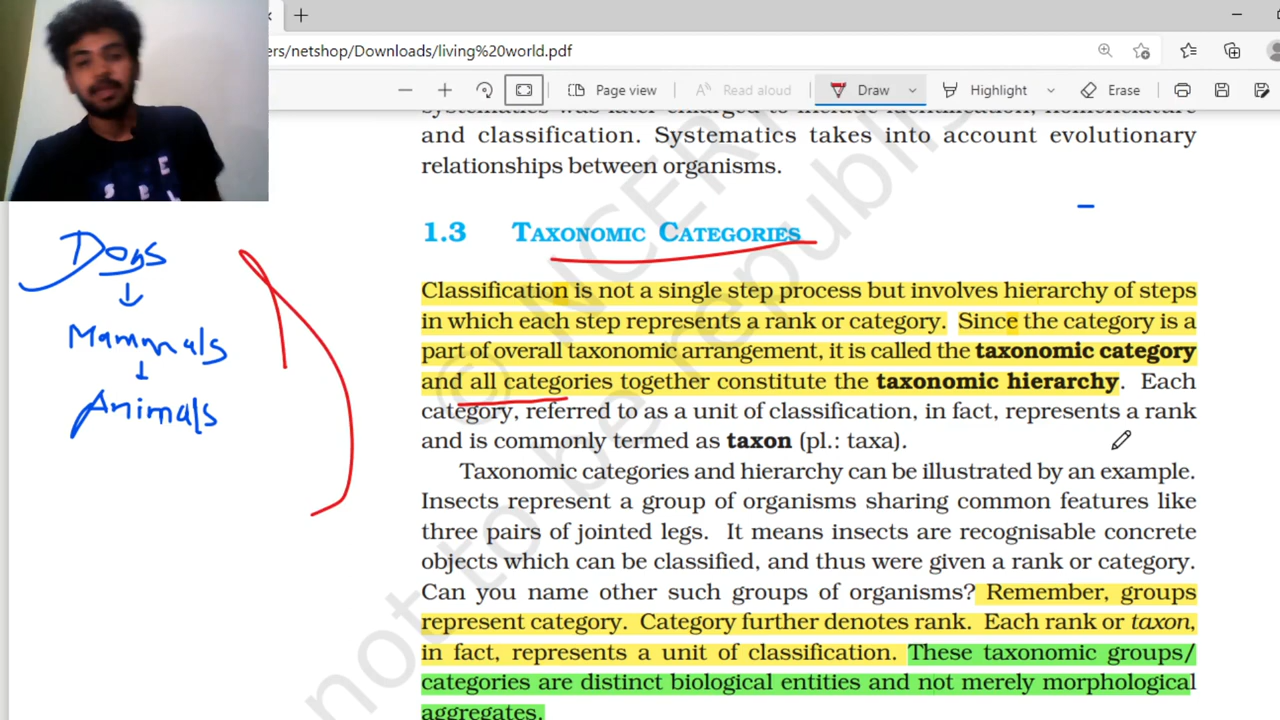 ers/netshop/Downloads/living%20world.pdf
Page view
Read aloud
Draw
Highlight
Erase
and classification. Systematics takes into account evolutionary
relationships between organisms.
1.3 TAXONOMIC CATEGORIES
Classification is not a single step process but involves hierarchy of steps
in which each step represents a rank or category. Since the category is a
part of overall taxonomic arrangement, it is called the taxonomic category
and all categories together constitute the taxonomic hierarchy. Each
category, referred to as a unit of classification, in fact, represents a rank
and is commonly termed as taxon (pl.: taxa).
Taxonomic categories and hierarchy can be illustrated by an example.
Insects represent a group of organisms sharing common features like
three pairs of jointed legs. It means insects are recognisable concrete
objects which can be classified, and thus were given a rank or category.
Can you name other such groups of organisms? Remember, groups
represent category. Category further denotes rank. Each rank or taxon,
in fact, represents a unit of classification. These taxonomic groups/
categories are distinct biological entities and not merely morphological
aggregates.
Dogs
Mammals
Animals
© NCERT
not to be republis